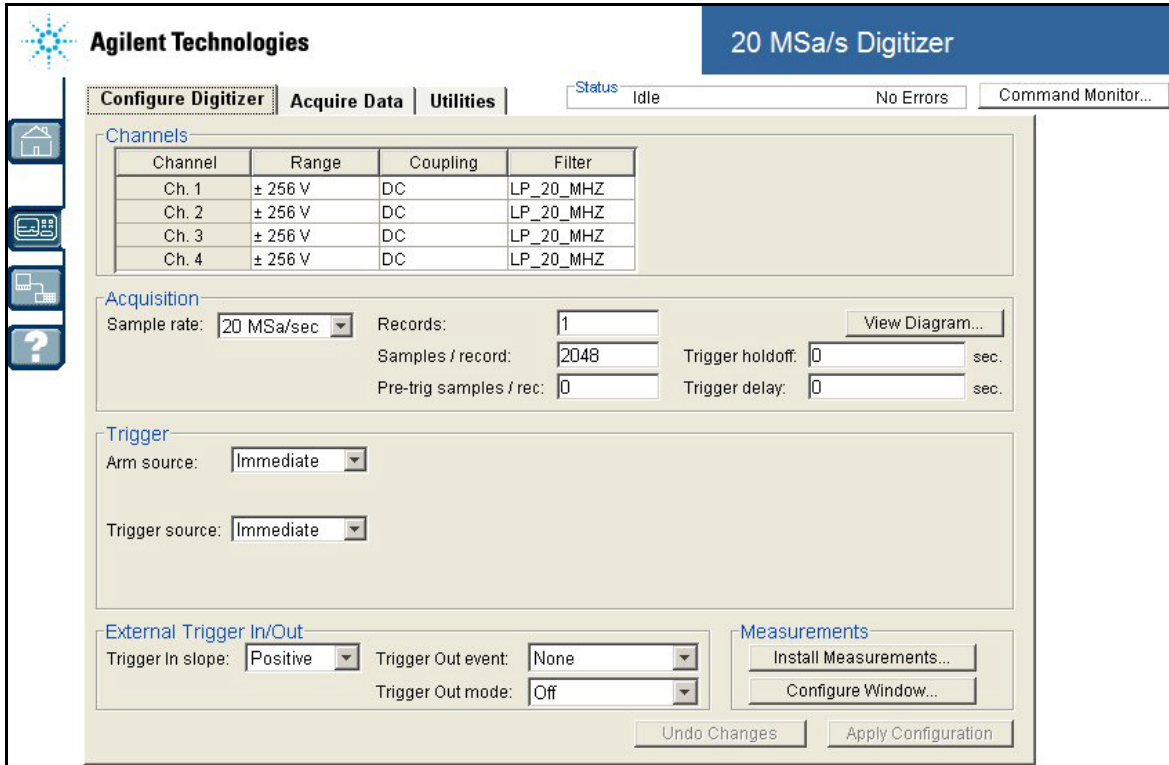 Agilent Technologies
20 MSa/s Digitizer
Configure Digitizer Acquire Data Utilities
Status
Idle No Errors
Command Monitor...
Channels
Channel Range Coupling Filter
Ch. 1 ± 256 V DC LP_20_MHZ
Ch. 2 ± 256 V DC LP_20_MHZ
Ch. 3 ± 256 V DC LP_20_MHZ
Ch. 4 ± 256 V DC LP_20_MHZ
Acquisition
Sample rate: 20 MSa/sec Records: 1 View Diagram...
Samples / record: 2048 Trigger holdoff: 0 sec.
Pre-trig samples / rec: 0 Trigger delay: 0 sec.
Trigger
Arm source: Immediate
Trigger source: Immediate
External Trigger In/Out
Trigger In slope: Positive Trigger Out event: None
Trigger Out mode: Off
Measurements
Install Measurements...
Configure Window...
Undo Changes Apply Configuration
?